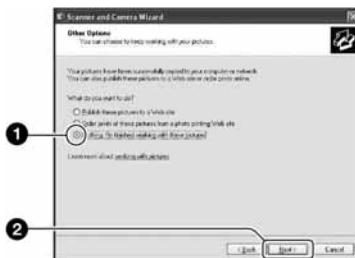 Scanner and Camera Wizard
Other Options
You can choose to keep working with your pictures.
Your pictures have been successfully copied to your computer or network.
You can also publish these pictures to a Web site or order prints online.
What do you want to do?
Publish these pictures to a Web site
Order prints of these pictures from a photo printing Web site
1
Nothing. I'm finished working with these pictures
Learn more about working with pictures.
2
< Back
Next >
Cancel